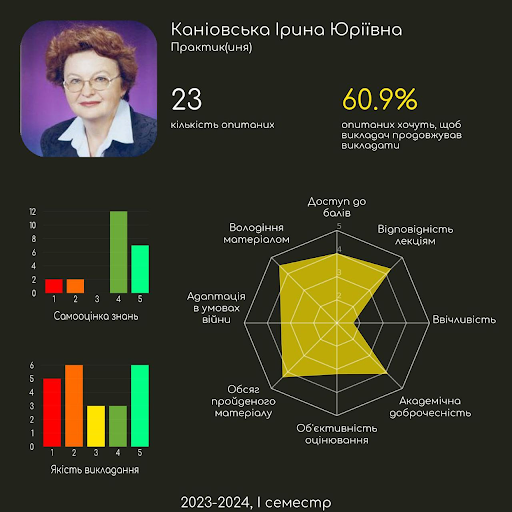 Каніовська Ірина Юріївна
Практик(иня)
23
кількість опитаних
60.9%
опитаних хочуть, щоб
викладач продовжував
викладати
12
10
8
6
4
2
0
1 2 3 4 5
Самооцінка знань
6
5
4
3
2
1
0
1 2 3 4 5
Якість викладання
Доступ до
балів
Відповідність
лекціям
Ввічливість
Академічна
доброчесність
Об'єктивність
оцінювання
Обсяг
пройденого
матеріалу
Адаптація
в умовах
війни
Володіння
матеріалом
5
4
3
2
2023-2024, I семестр